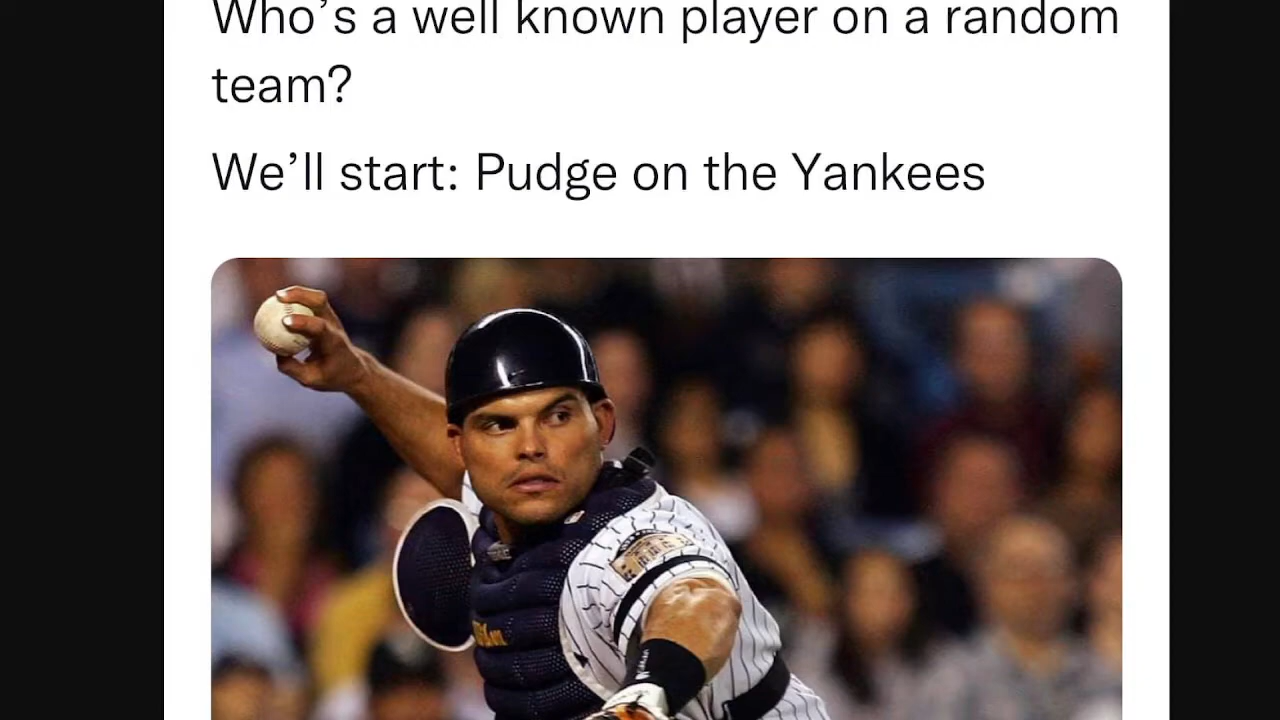 Who’s a well known player on a random
team?
We’ll start: Pudge on the Yankees